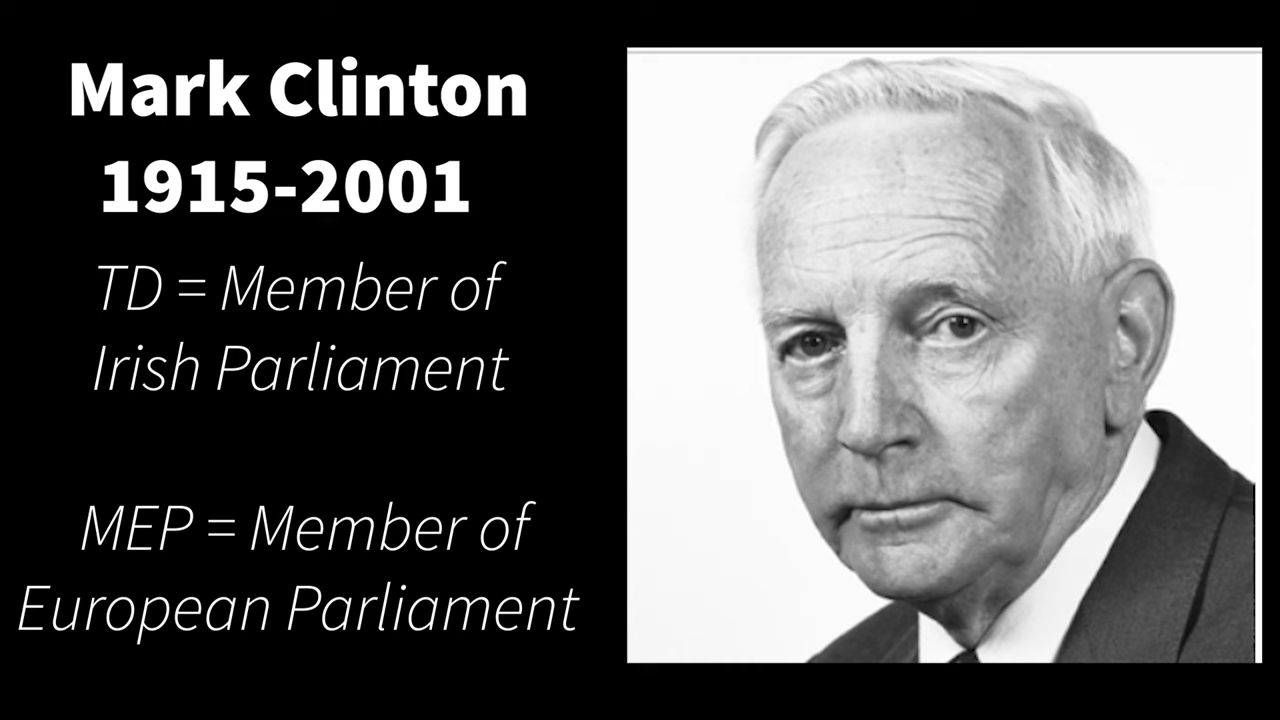 Mark Clinton
1915-2001
TD = Member of
Irish Parliament
MEP = Member of
European Parliament